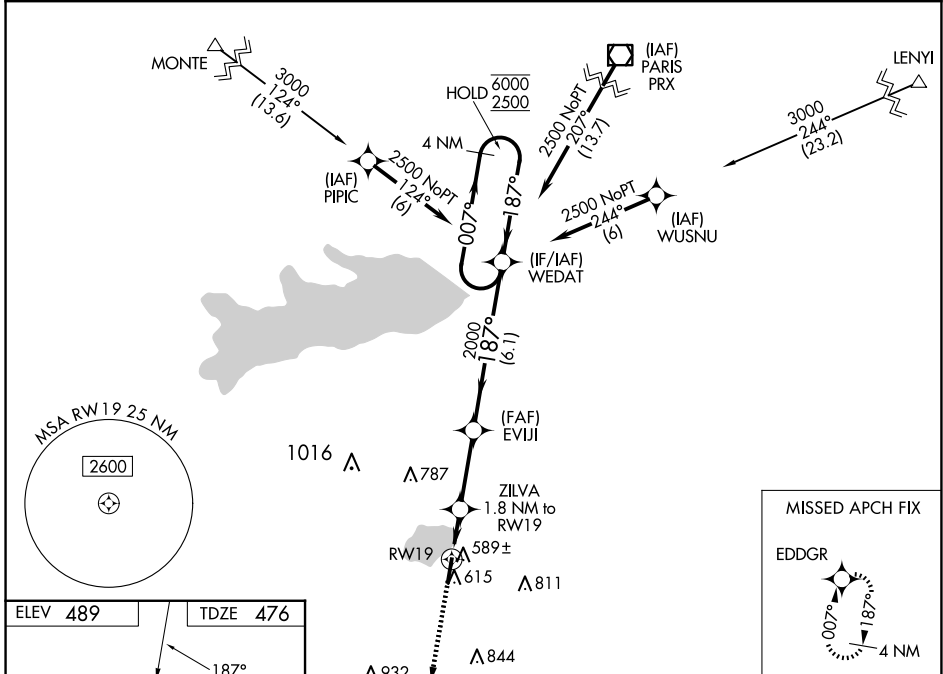 MONTE
3000
124°
(13.6)
(IAF)
PIPIC
2500 NoPT
124°
(6)
HOLD
6000
2500
4 NM
007°
187°
(IAF)
PARIS
PRX
2500 NoPT
207°
(13.7)
LENYI
3000
244°
(23.2)
2500 NoPT
244°
(6)
(IAF)
WUSNU
(IF/IAF)
WEDAT
2000
187°
(6.1)
(FAF)
EVIJI
MSA RW19 25 NM
2600
1016
787
ZILVA
1.8 NM to
RW19
RW19
589±
615
811
844
932
MISSED APCH FIX
EDDGR
007°
187°
4 NM
ELEV 489
TDZE 476
187°